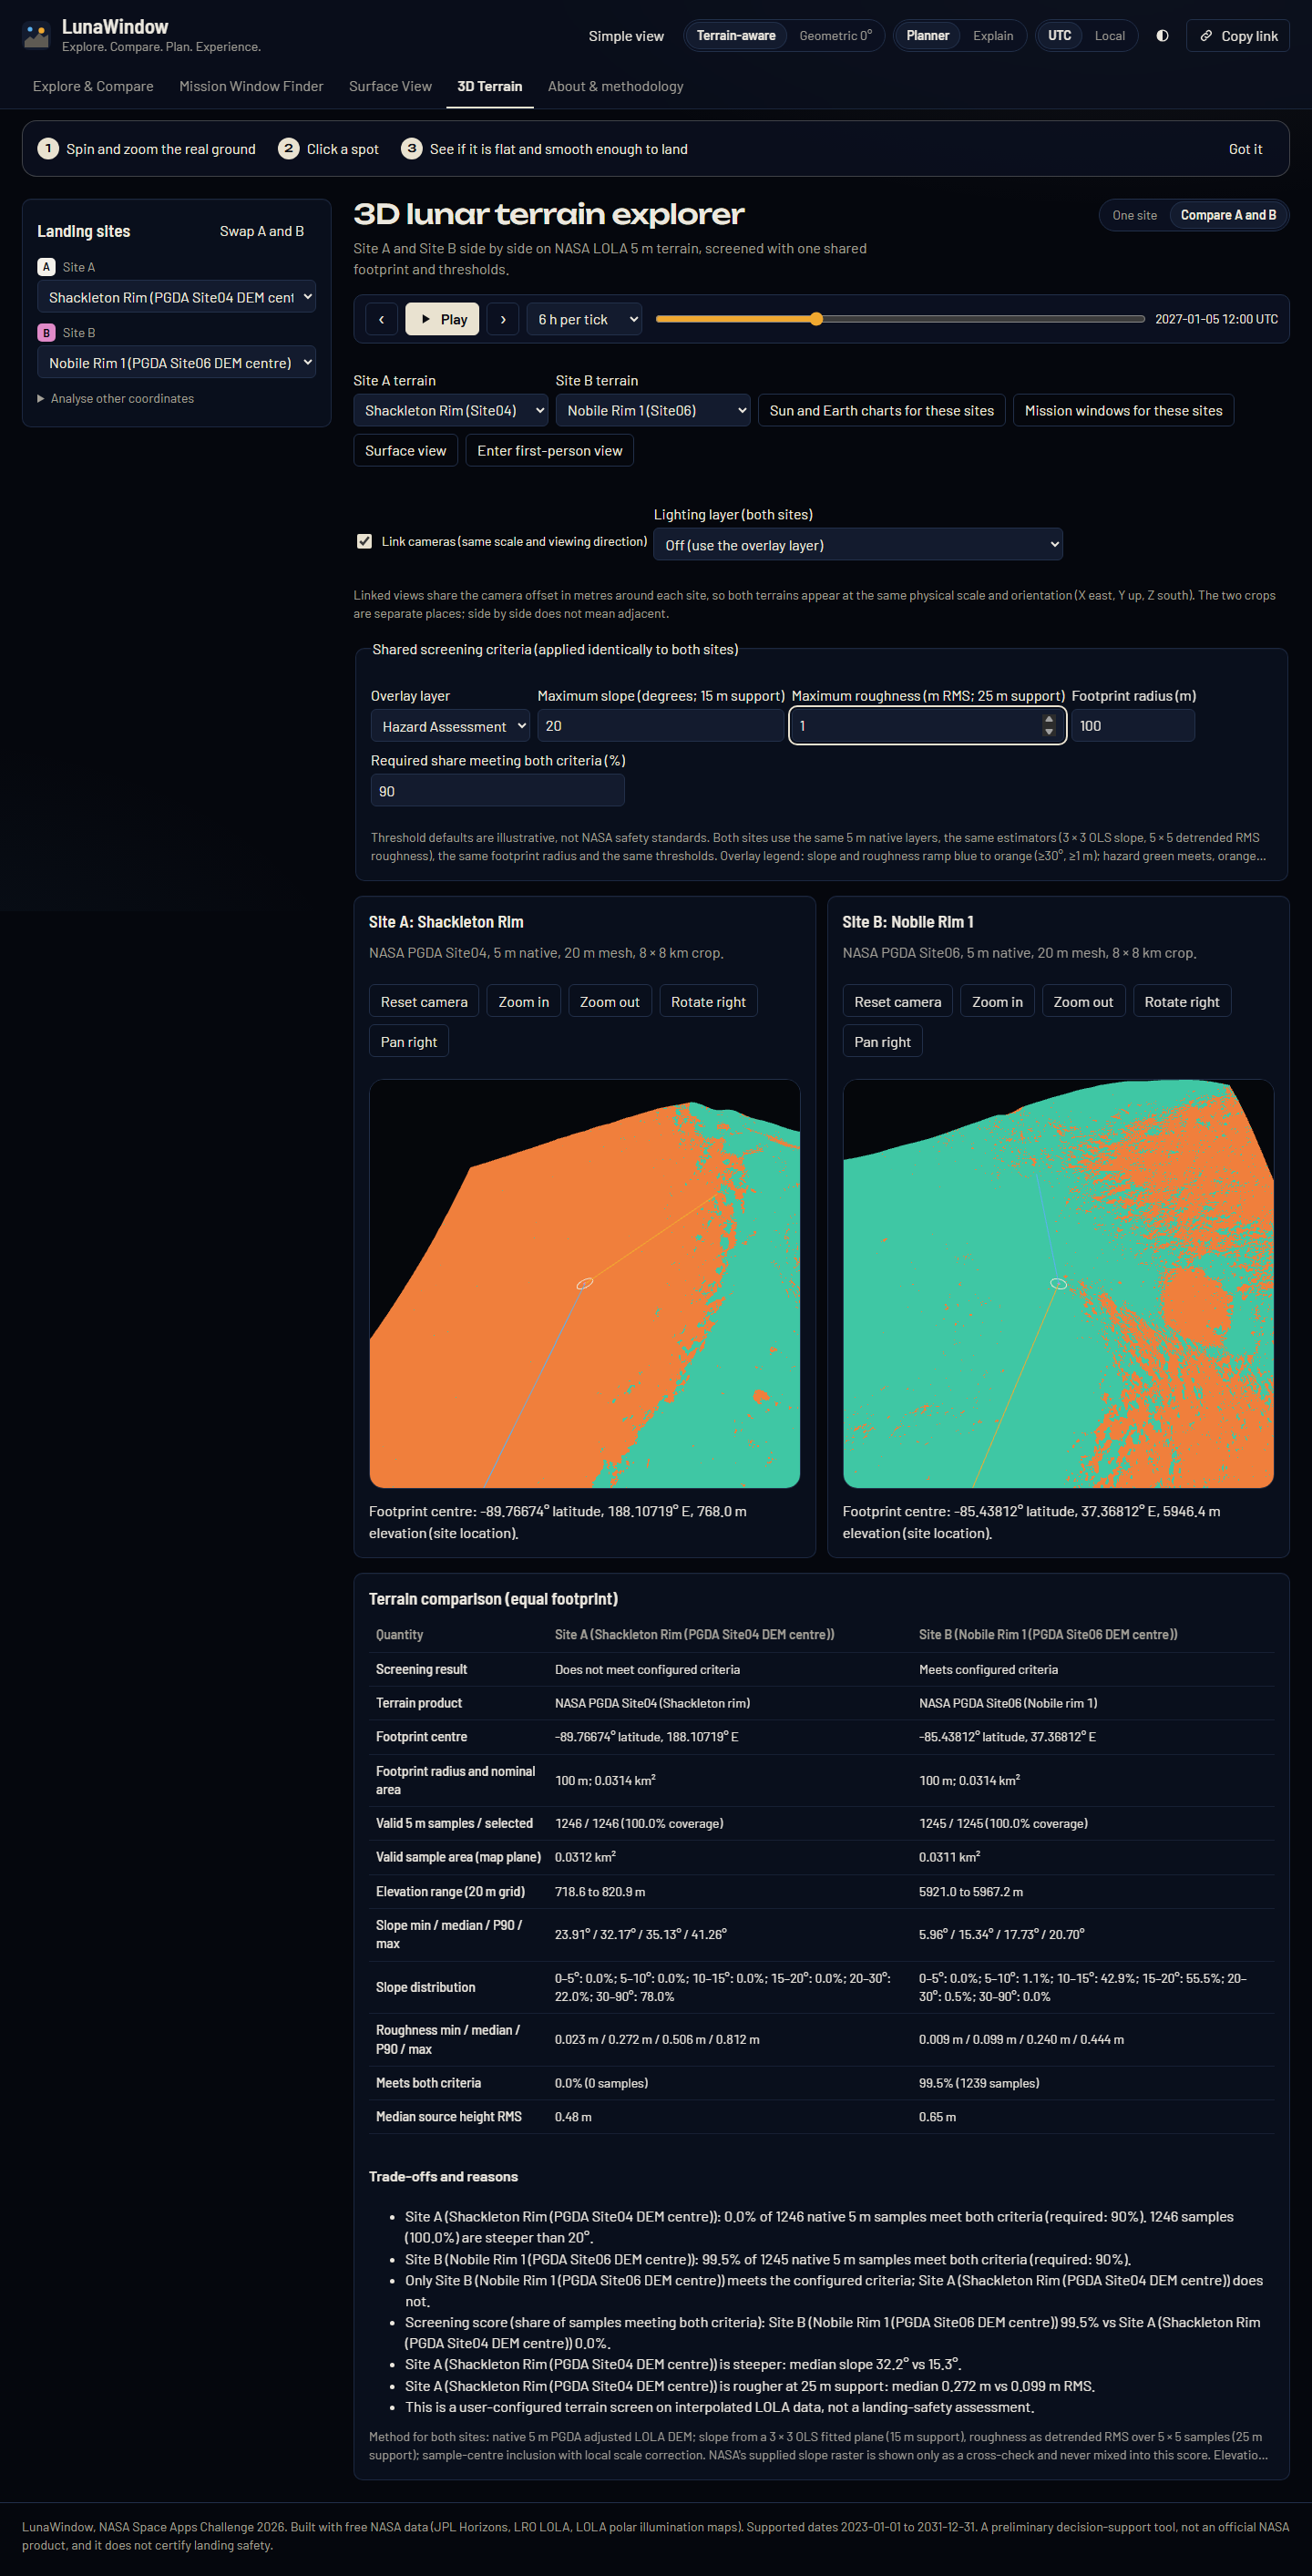 LunaWindow
Explore. Compare. Plan. Experience.
Simple view
Terrain-aware
Geometric 0°
Planner
Explain
UTC
Local
Copy link
Explore & Compare
Mission Window Finder
Surface View
3D Terrain
About & methodology
1 Spin and zoom the real ground
2 Click a spot
3 See if it is flat and smooth enough to land
Got it
Landing sites
Swap A and B
A Site A
Shackleton Rim (PGDA Site04 DEM cent
B Site B
Nobile Rim 1 (PGDA Site06 DEM centre)
Analyse other coordinates
3D lunar terrain explorer
One site
Compare A and B
Site A and Site B side by side on NASA LOLA 5 m terrain, screened with one shared
footprint and thresholds.
‹
Play
›
6 h per tick
2027-01-05 12:00 UTC
Site A terrain
Site B terrain
Shackleton Rim (Site04)
Nobile Rim 1 (Site06)
Sun and Earth charts for these sites
Mission windows for these sites
Surface view
Enter first-person view
Lighting layer (both sites)
Link cameras (same scale and viewing direction)
Off (use the overlay layer)
Linked views share the camera offset in metres around each site, so both terrains appear at the same physical scale and orientation (X east, Y up, Z south). The two crops
are separate places; side by side does not mean adjacent.
Shared screening criteria (applied identically to both sites)
Overlay layer
Maximum slope (degrees; 15 m support)
Maximum roughness (m RMS; 25 m support)
Footprint radius (m)
Hazard Assessment
20
1
100
Required share meeting both criteria (%)
90
Threshold defaults are illustrative, not NASA safety standards. Both sites use the same 5 m native layers, the same estimators (3 × 3 OLS slope, 5 × 5 detrended RMS
roughness), the same footprint radius and the same thresholds. Overlay legend: slope and roughness ramp blue to orange (≥30°, ≥1 m); hazard green meets, orange…
Site A: Shackleton Rim
NASA PGDA Site04, 5 m native, 20 m mesh, 8 × 8 km crop.
Reset camera
Zoom in
Zoom out
Rotate right
Pan right
Footprint centre: -89.76674° latitude, 188.10719° E, 768.0 m
elevation (site location).
Site B: Nobile Rim 1
NASA PGDA Site06, 5 m native, 20 m mesh, 8 × 8 km crop.
Reset camera
Zoom in
Zoom out
Rotate right
Pan right
Footprint centre: -85.43812° latitude, 37.36812° E, 5946.4 m
elevation (site location).
Terrain comparison (equal footprint)
Quantity
Site A (Shackleton Rim (PGDA Site04 DEM centre))
Site B (Nobile Rim 1 (PGDA Site06 DEM centre))
Screening result
Does not meet configured criteria
Meets configured criteria
Terrain product
NASA PGDA Site04 (Shackleton rim)
NASA PGDA Site06 (Nobile rim 1)
Footprint centre
-89.76674° latitude, 188.10719° E
-85.43812° latitude, 37.36812° E
Footprint radius and nominal
area
100 m; 0.0314 km²
100 m; 0.0314 km²
Valid 5 m samples / selected
1246 / 1246 (100.0% coverage)
1245 / 1245 (100.0% coverage)
Valid sample area (map plane)
0.0312 km²
0.0311 km²
Elevation range (20 m grid)
718.6 to 820.9 m
5921.0 to 5967.2 m
Slope min / median / P90 /
max
23.91° / 32.17° / 35.13° / 41.26°
5.96° / 15.34° / 17.73° / 20.70°
Slope distribution
0–5°: 0.0%; 5–10°: 0.0%; 10–15°: 0.0%; 15–20°: 0.0%; 20–30°:
22.0%; 30–90°: 78.0%
0–5°: 0.0%; 5–10°: 1.1%; 10–15°: 42.9%; 15–20°: 55.5%; 20–
30°: 0.5%; 30–90°: 0.0%
Roughness min / median /
P90 / max
0.023 m / 0.272 m / 0.506 m / 0.812 m
0.009 m / 0.099 m / 0.240 m / 0.444 m
Meets both criteria
0.0% (0 samples)
99.5% (1239 samples)
Median source height RMS
0.48 m
0.65 m
Trade-offs and reasons
• Site A (Shackleton Rim (PGDA Site04 DEM centre)): 0.0% of 1246 native 5 m samples meet both criteria (required: 90%). 1246 samples
(100.0%) are steeper than 20°.
• Site B (Nobile Rim 1 (PGDA Site06 DEM centre)): 99.5% of 1245 native 5 m samples meet both criteria (required: 90%).
• Only Site B (Nobile Rim 1 (PGDA Site06 DEM centre)) meets the configured criteria; Site A (Shackleton Rim (PGDA Site04 DEM centre)) does
not.
• Screening score (share of samples meeting both criteria): Site B (Nobile Rim 1 (PGDA Site06 DEM centre)) 99.5% vs Site A (Shackleton Rim
(PGDA Site04 DEM centre)) 0.0%.
• Site A (Shackleton Rim (PGDA Site04 DEM centre)) is steeper: median slope 32.2° vs 15.3°.
• Site A (Shackleton Rim (PGDA Site04 DEM centre)) is rougher at 25 m support: median 0.272 m vs 0.099 m RMS.
• This is a user-configured terrain screen on interpolated LOLA data, not a landing-safety assessment.
Method for both sites: native 5 m PGDA adjusted LOLA DEM; slope from a 3 × 3 OLS fitted plane (15 m support), roughness as detrended RMS over 5 × 5 samples (25 m
support); sample-centre inclusion with local scale correction. NASA's supplied slope raster is shown only as a cross-check and never mixed into this score. Elevatio…
LunaWindow, NASA Space Apps Challenge 2026. Built with free NASA data (JPL Horizons, LRO LOLA, LOLA polar illumination maps). Supported dates 2023-01-01 to 2031-12-31. A preliminary decision-support tool, not an official NASA
product, and it does not certify landing safety.